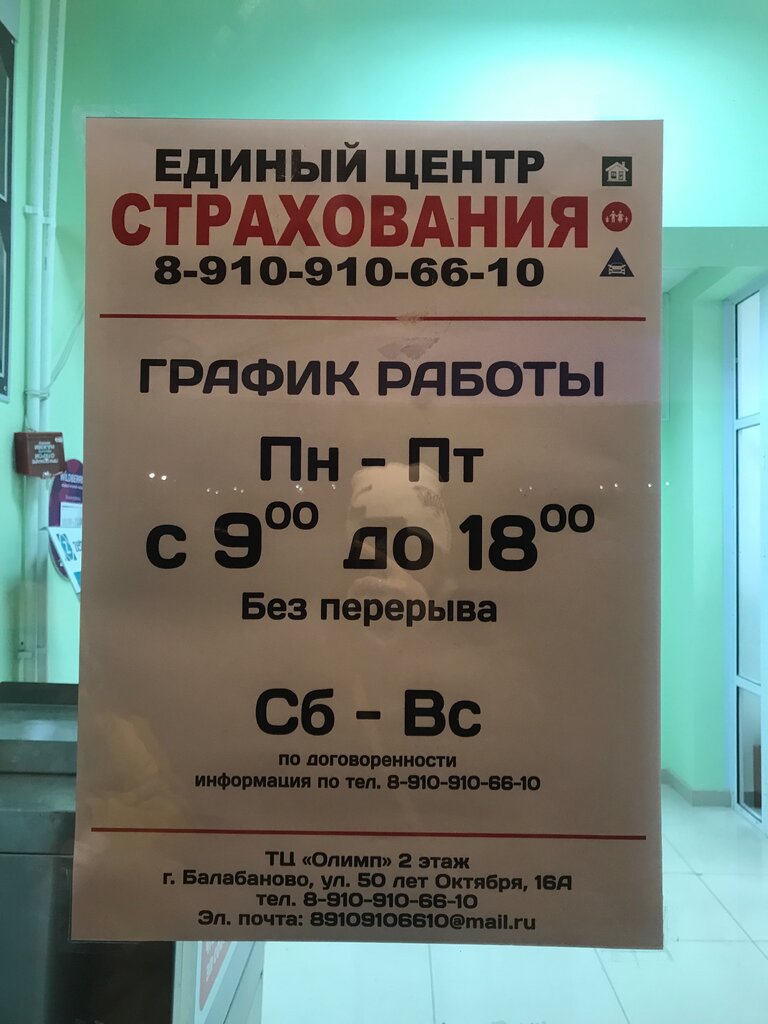 ЕДИНЫЙ ЦЕНТР
СТРАХОВАНИЯ
8-910-910-66-10
ГРАФИК РАБОТЫ
Пн - Пт
с 9⁰⁰ до 18⁰⁰
Без перерыва
Сб - Вс
по договоренности
информация по тел. 8-910-910-66-10
ТЦ «Олимп» 2 этаж
г. Балабаново, ул. 50 лет Октября, 16А
тел. 8-910-910-66-10
Эл. почта: 89109106610@mail.ru